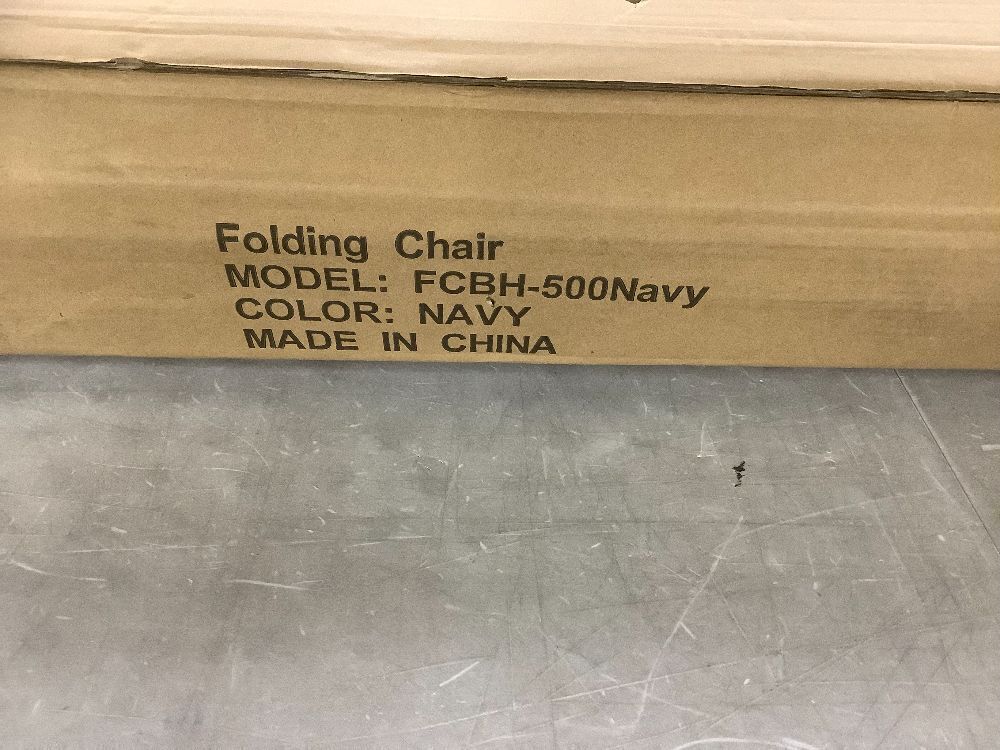 Folding Chair
MODEL: FCBH-500Navy
COLOR: NAVY
MADE IN CHINA